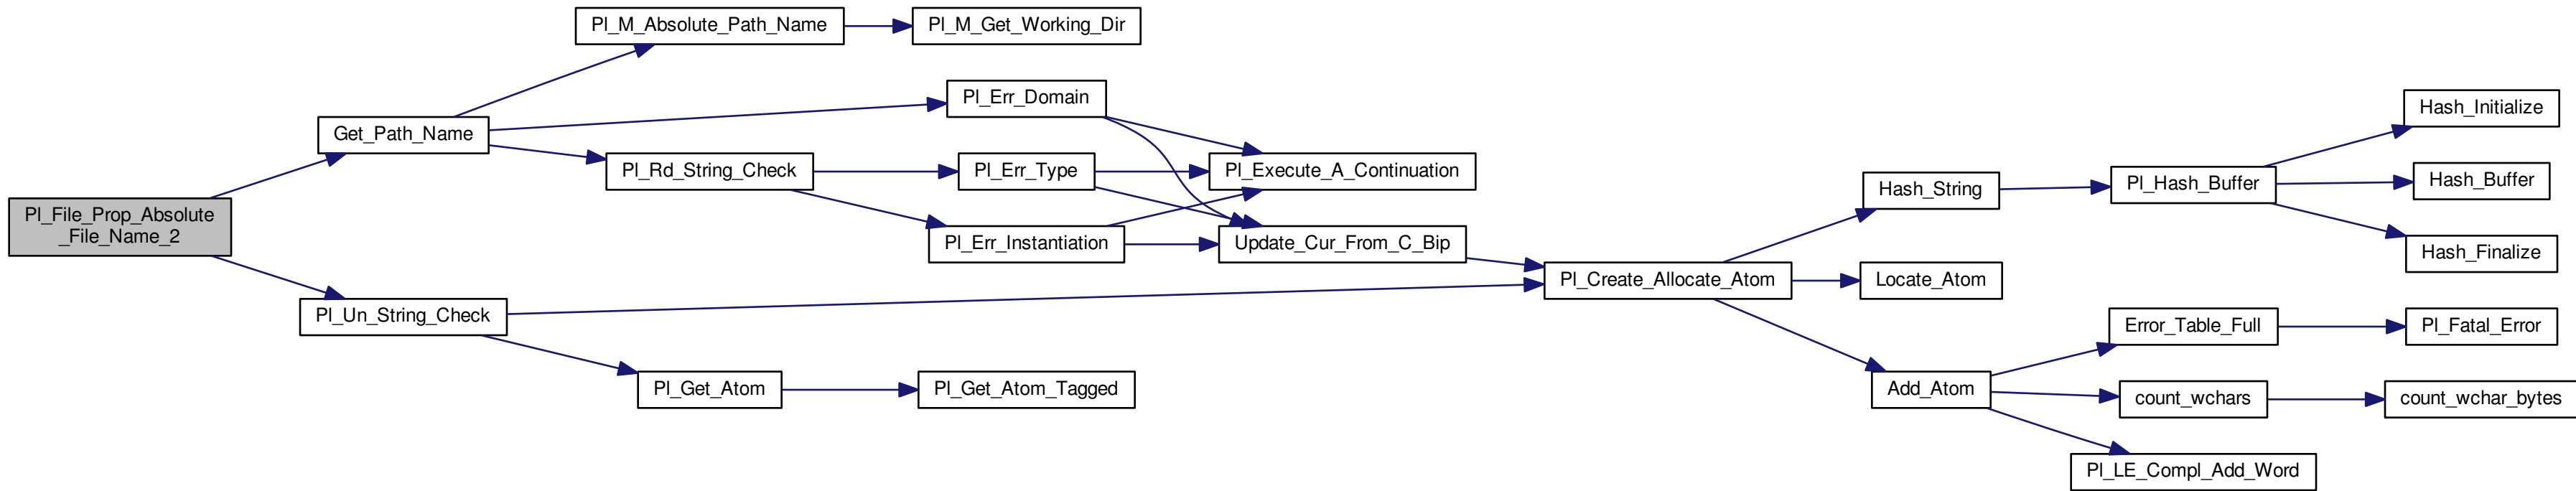 Pl_File_Prop_Absolute
_File_Name_2
Get_Path_Name
Pl_Un_String_Check
Pl_M_Absolute_Path_Name
Pl_M_Get_Working_Dir
Pl_Err_Domain
Pl_Rd_String_Check
Pl_Err_Type
Pl_Err_Instantiation
Pl_Execute_A_Continuation
Update_Cur_From_C_Bip
Pl_Get_Atom
Pl_Get_Atom_Tagged
Pl_Create_Allocate_Atom
Hash_String
Locate_Atom
Add_Atom
Pl_Hash_Buffer
Hash_Initialize
Hash_Buffer
Hash_Finalize
Error_Table_Full
Pl_Fatal_Error
count_wchars
count_wchar_bytes
Pl_LE_Compl_Add_Word